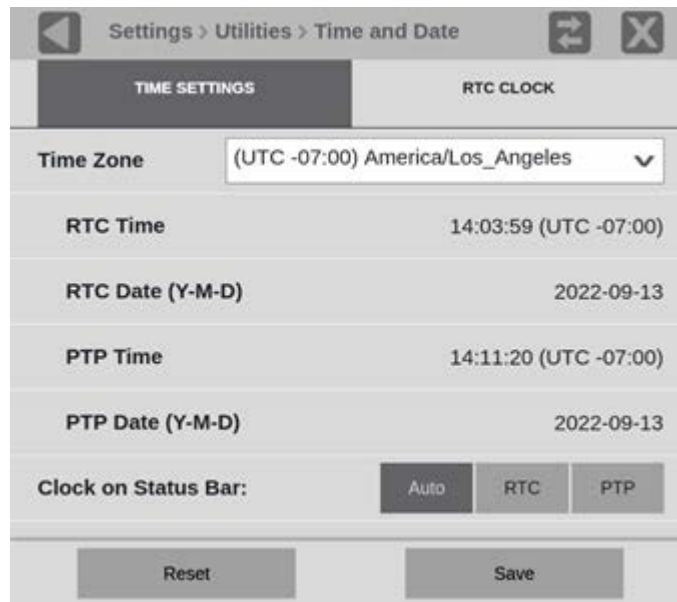 Settings > Utilities > Time and Date
TIME SETTINGS RTC CLOCK
Time Zone (UTC -07:00) America/Los_Angeles
RTC Time 14:03:59 (UTC -07:00)
RTC Date (Y-M-D) 2022-09-13
PTP Time 14:11:20 (UTC -07:00)
PTP Date (Y-M-D) 2022-09-13
Clock on Status Bar: Auto RTC PTP
Reset Save